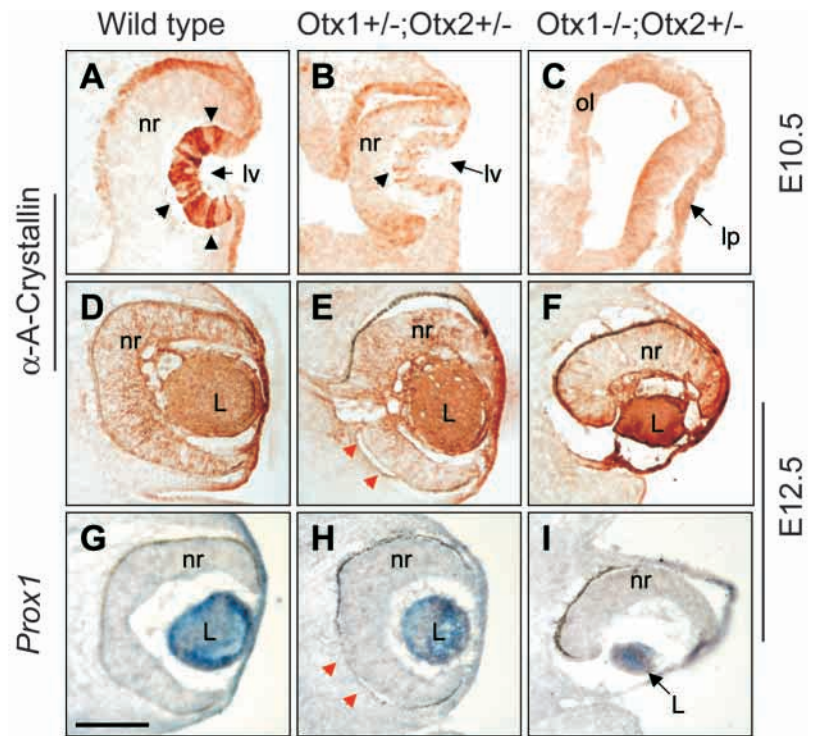 Wild type
Otx1+/-;Otx2+/-
Otx1-/-;Otx2+/-
A
nr
lv
B
nr
lv
C
ol
lp
E10.5
α-A-Crystallin
D
nr
L
E
nr
L
F
nr
L
E12.5
Prox1
G
nr
L
H
nr
L
I
nr
L